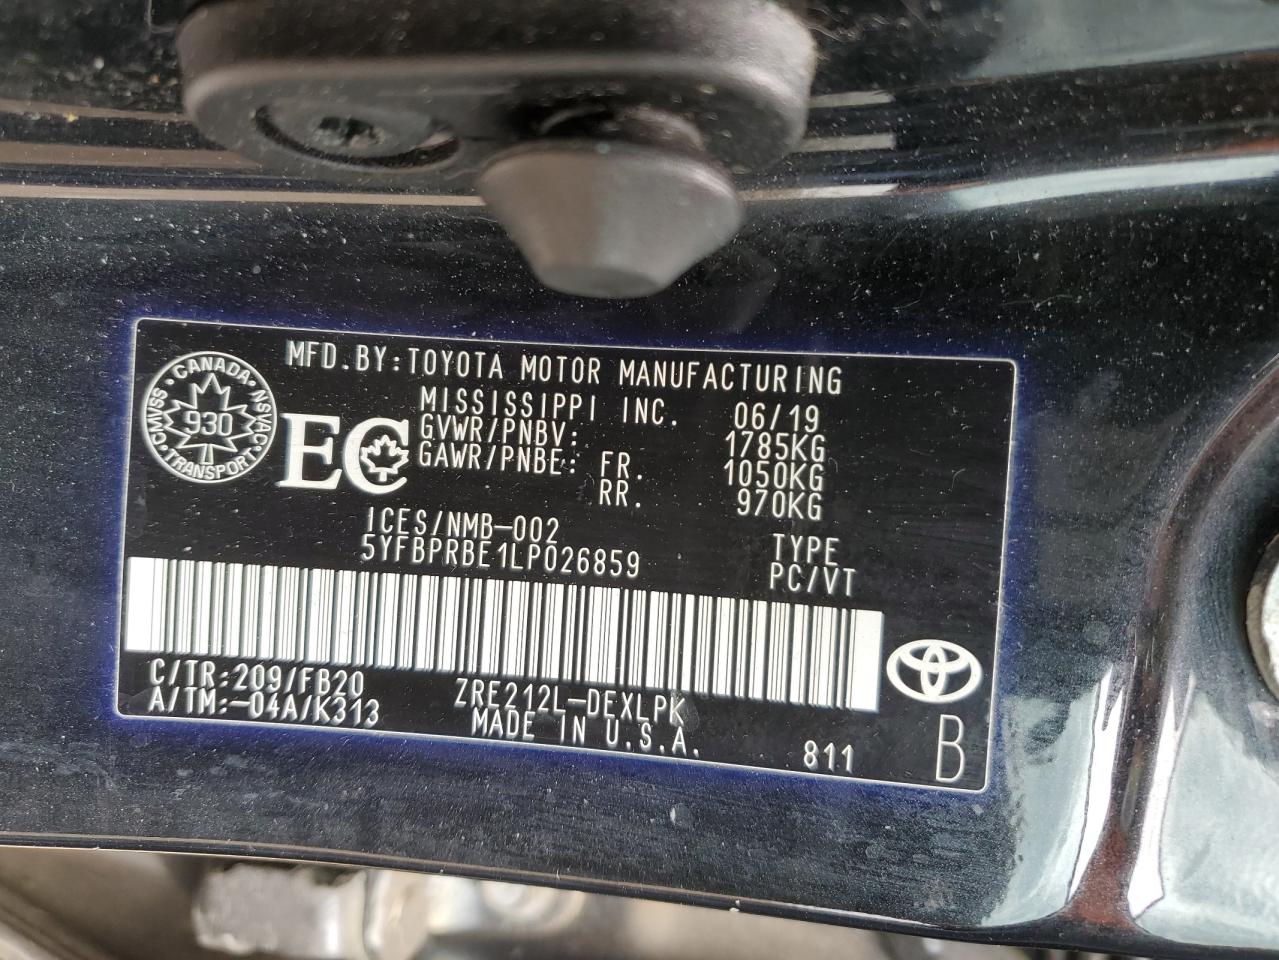 MFD.BY:TOYOTA MOTOR MANUFACTURING
MISSISSIPPI INC. 06/19
GVWR/PNBV: 1785KG
GAWR/PNBE: FR. 1050KG
RR. 970KG
CANADA
CMVSS NSVAC
930
TRANSPORT
EC
ICES/NMB-002 TYPE
5YFBPRBE1LP026859 PC/VT
C/TR:209/FB20 ZRE212L-DEXLPK
A/TM:-04A/K313 MADE IN U.S.A. 811 B